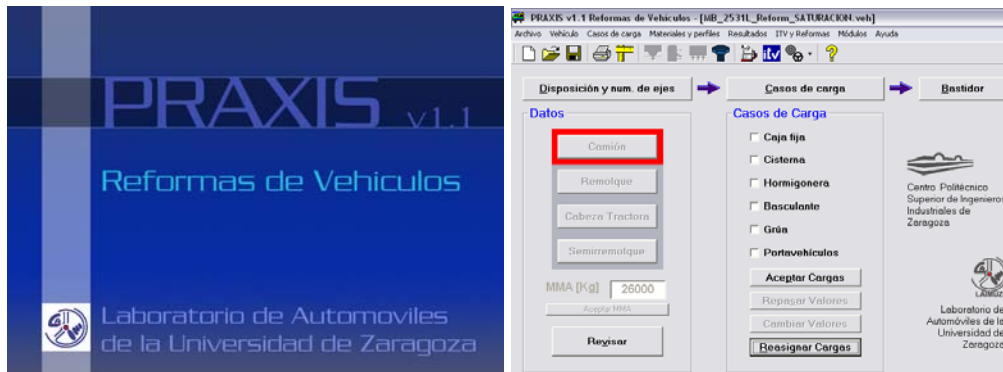 PRAXIS v1.1
Reformas de Vehiculos
Laboratorio de Automoviles
de la Universidad de Zaragoza
PRAXIS v1.1 Reformas de Vehiculos - [MB_2531L_Reform_SATURACION.veh]
Archivo Vehículo Casos de carga Materiales y perfiles Resultados ITV y Reformas Módulos Ayuda
itv
Disposición y num. de ejes
Casos de carga
Bastidor
Datos
Camión
Remolque
Cabeza Tractora
Semirremolque
MMA [Kg] 26000
Aceptar MMA
Revisar
Casos de Carga
Caja fija
Cisterna
Hormigonera
Basculante
Grúa
Portavehículos
Aceptar Cargas
Repasar Valores
Cambiar Valores
Reasignar Cargas
Centro Politécnico
Superior de Ingenieros
Industriales de
Zaragoza
LAIMUZ
Laboratorio de
Automóviles de la
Universidad de
Zaragoza